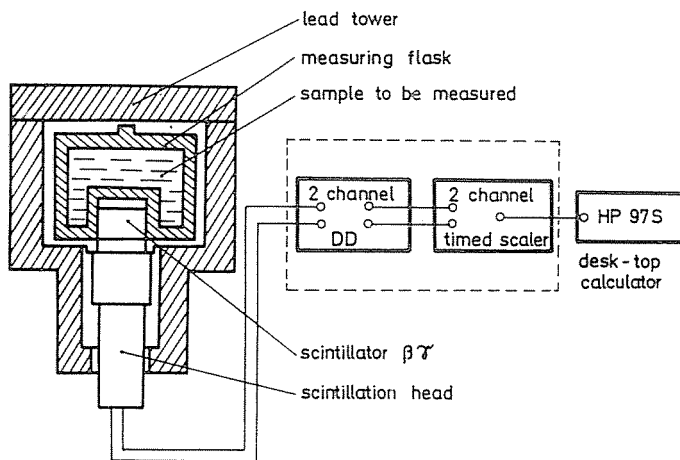 lead tower
measuring flask
sample to be measured
2 channel
DD
2 channel
timed scaler
HP 97S
desk-top
calculator
scintillator βγ
scintillation head